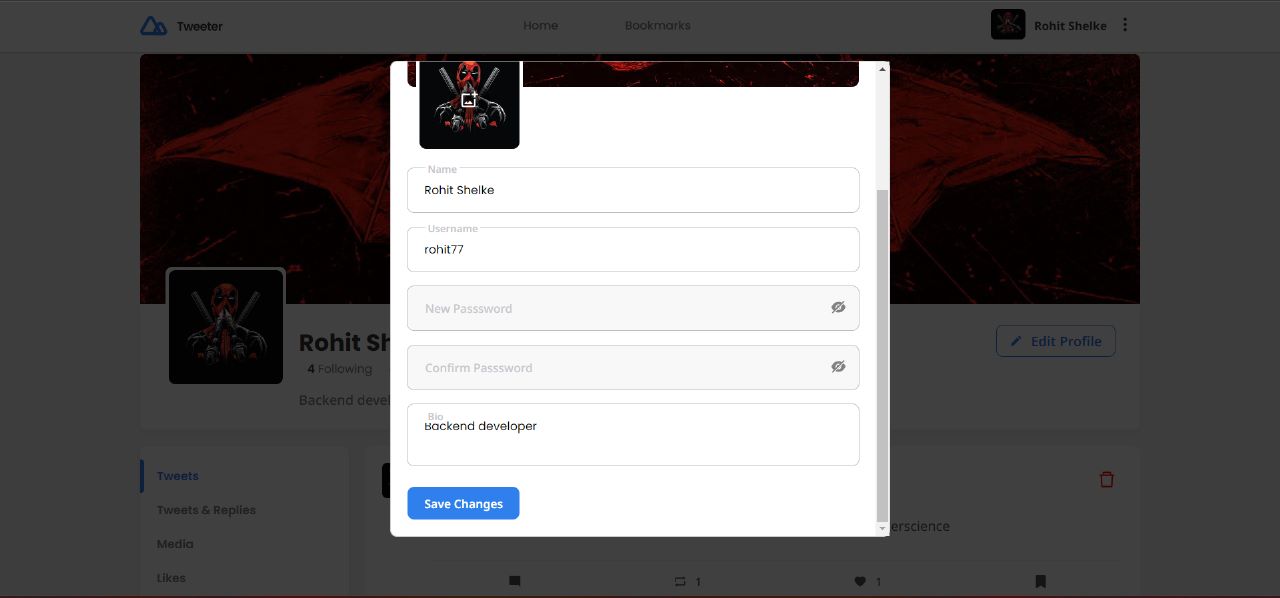 Tweeter
Home
Bookmarks
Rohit Shelke
Name
Rohit Shelke
Username
rohit77
New Passsword
Confirm Passsword
Bio
Backend developer
Save Changes
Rohit Sh
4 Following
Backend devel
Edit Profile
Tweets
Tweets & Replies
Media
Likes
erscience
1
1